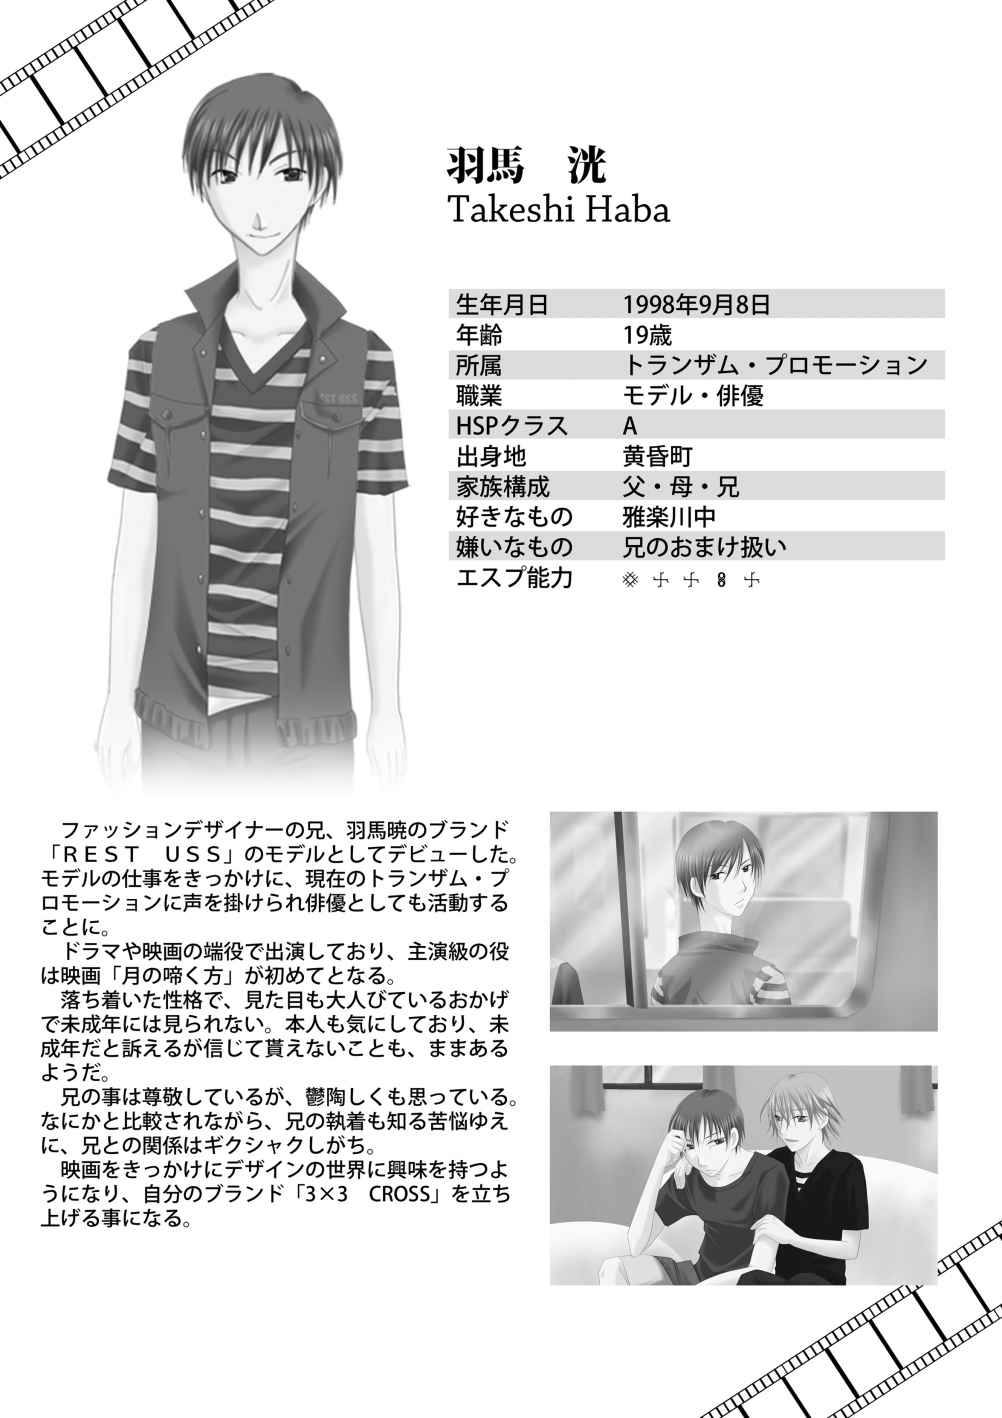 羽馬　洸
Takeshi Haba
生年月日　1998年9月8日
年齢　19歳
所属　トランザム・プロモーション
職業　モデル・俳優
HSPクラス　A
出身地　黄昏町
家族構成　父・母・兄
好きなもの　雅楽川中
嫌いなもの　兄のおまけ扱い
エスプ能力
　ファッションデザイナーの兄、羽馬暁のブランド
「ＲＥＳＴ　ＵＳＳ」のモデルとしてデビューした。
モデルの仕事をきっかけに、現在のトランザム・プ
ロモーションに声を掛けられ俳優としても活動する
ことに。
　ドラマや映画の端役で出演しており、主演級の役
は映画「月の啼く方」が初めてとなる。
　落ち着いた性格で、見た目も大人びているおかげ
で未成年には見られない。本人も気にしており、未
成年だと訴えるが信じて貰えないことも、ままある
ようだ。
　兄の事は尊敬しているが、鬱陶しくも思っている。
なにかと比較されながら、兄の執着も知る苦悩ゆえ
に、兄との関係はギクシャクしがち。
　映画をきっかけにデザインの世界に興味を持つよ
うになり、自分のブランド「3×3　CROSS」を立ち
上げる事になる。